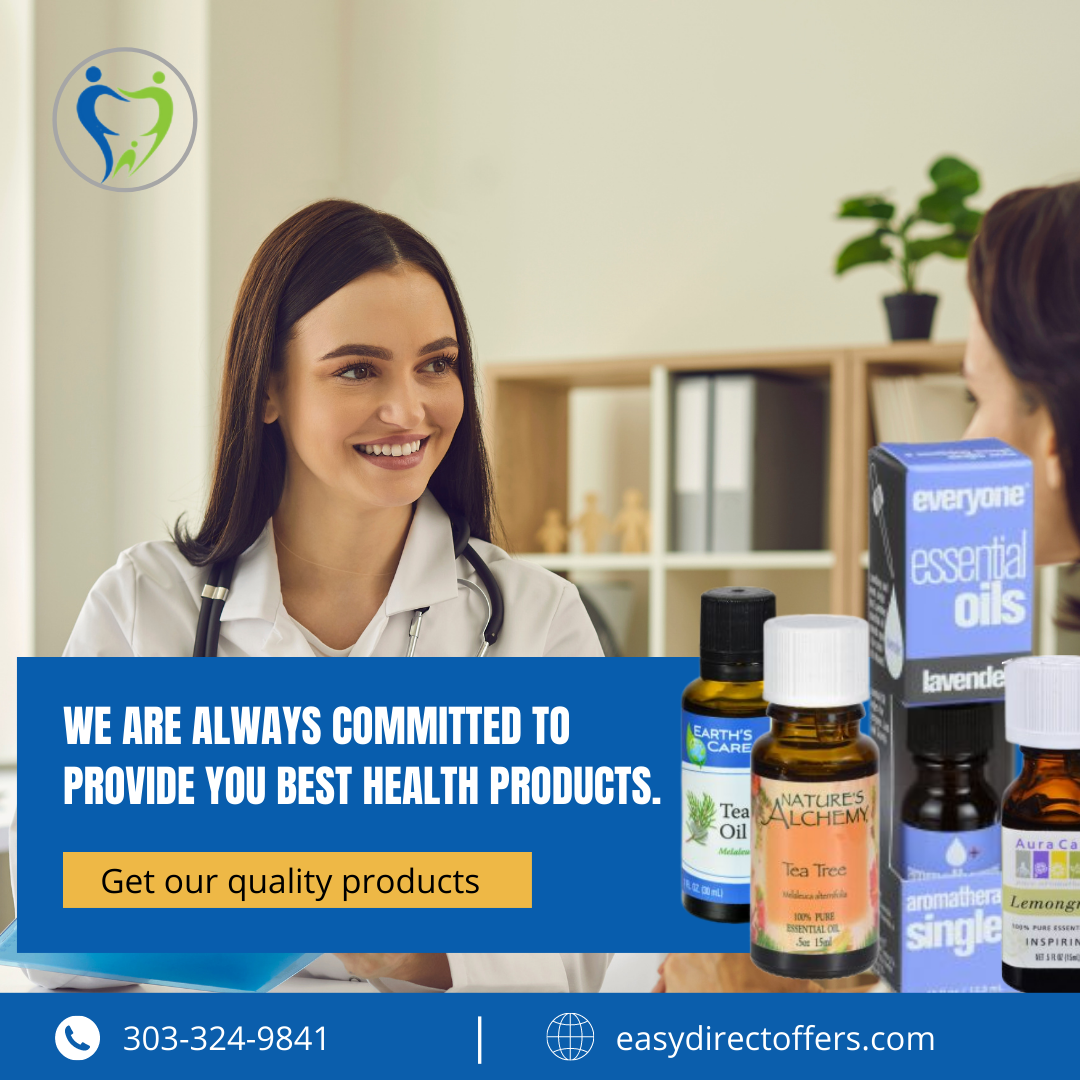 WE ARE ALWAYS COMMITTED TO
PROVIDE YOU BEST HEALTH PRODUCTS.
Get our quality products
everyone
essential
oils
lavende
EARTH'S
CARE
Tea
Oil
1 FL. OZ. (30 mL)
NATURE'S
ALCHEMY
Tea Tree
Melaleuca alternifolia
100% PURE
ESSENTIAL OIL
.5oz 15ml
aromathera
single
Aura Ca
Lemongr
100% PURE ESSENT
INSPIRIN
NET .5 fl OZ (15ml)
303-324-9841
easydirectoffers.com